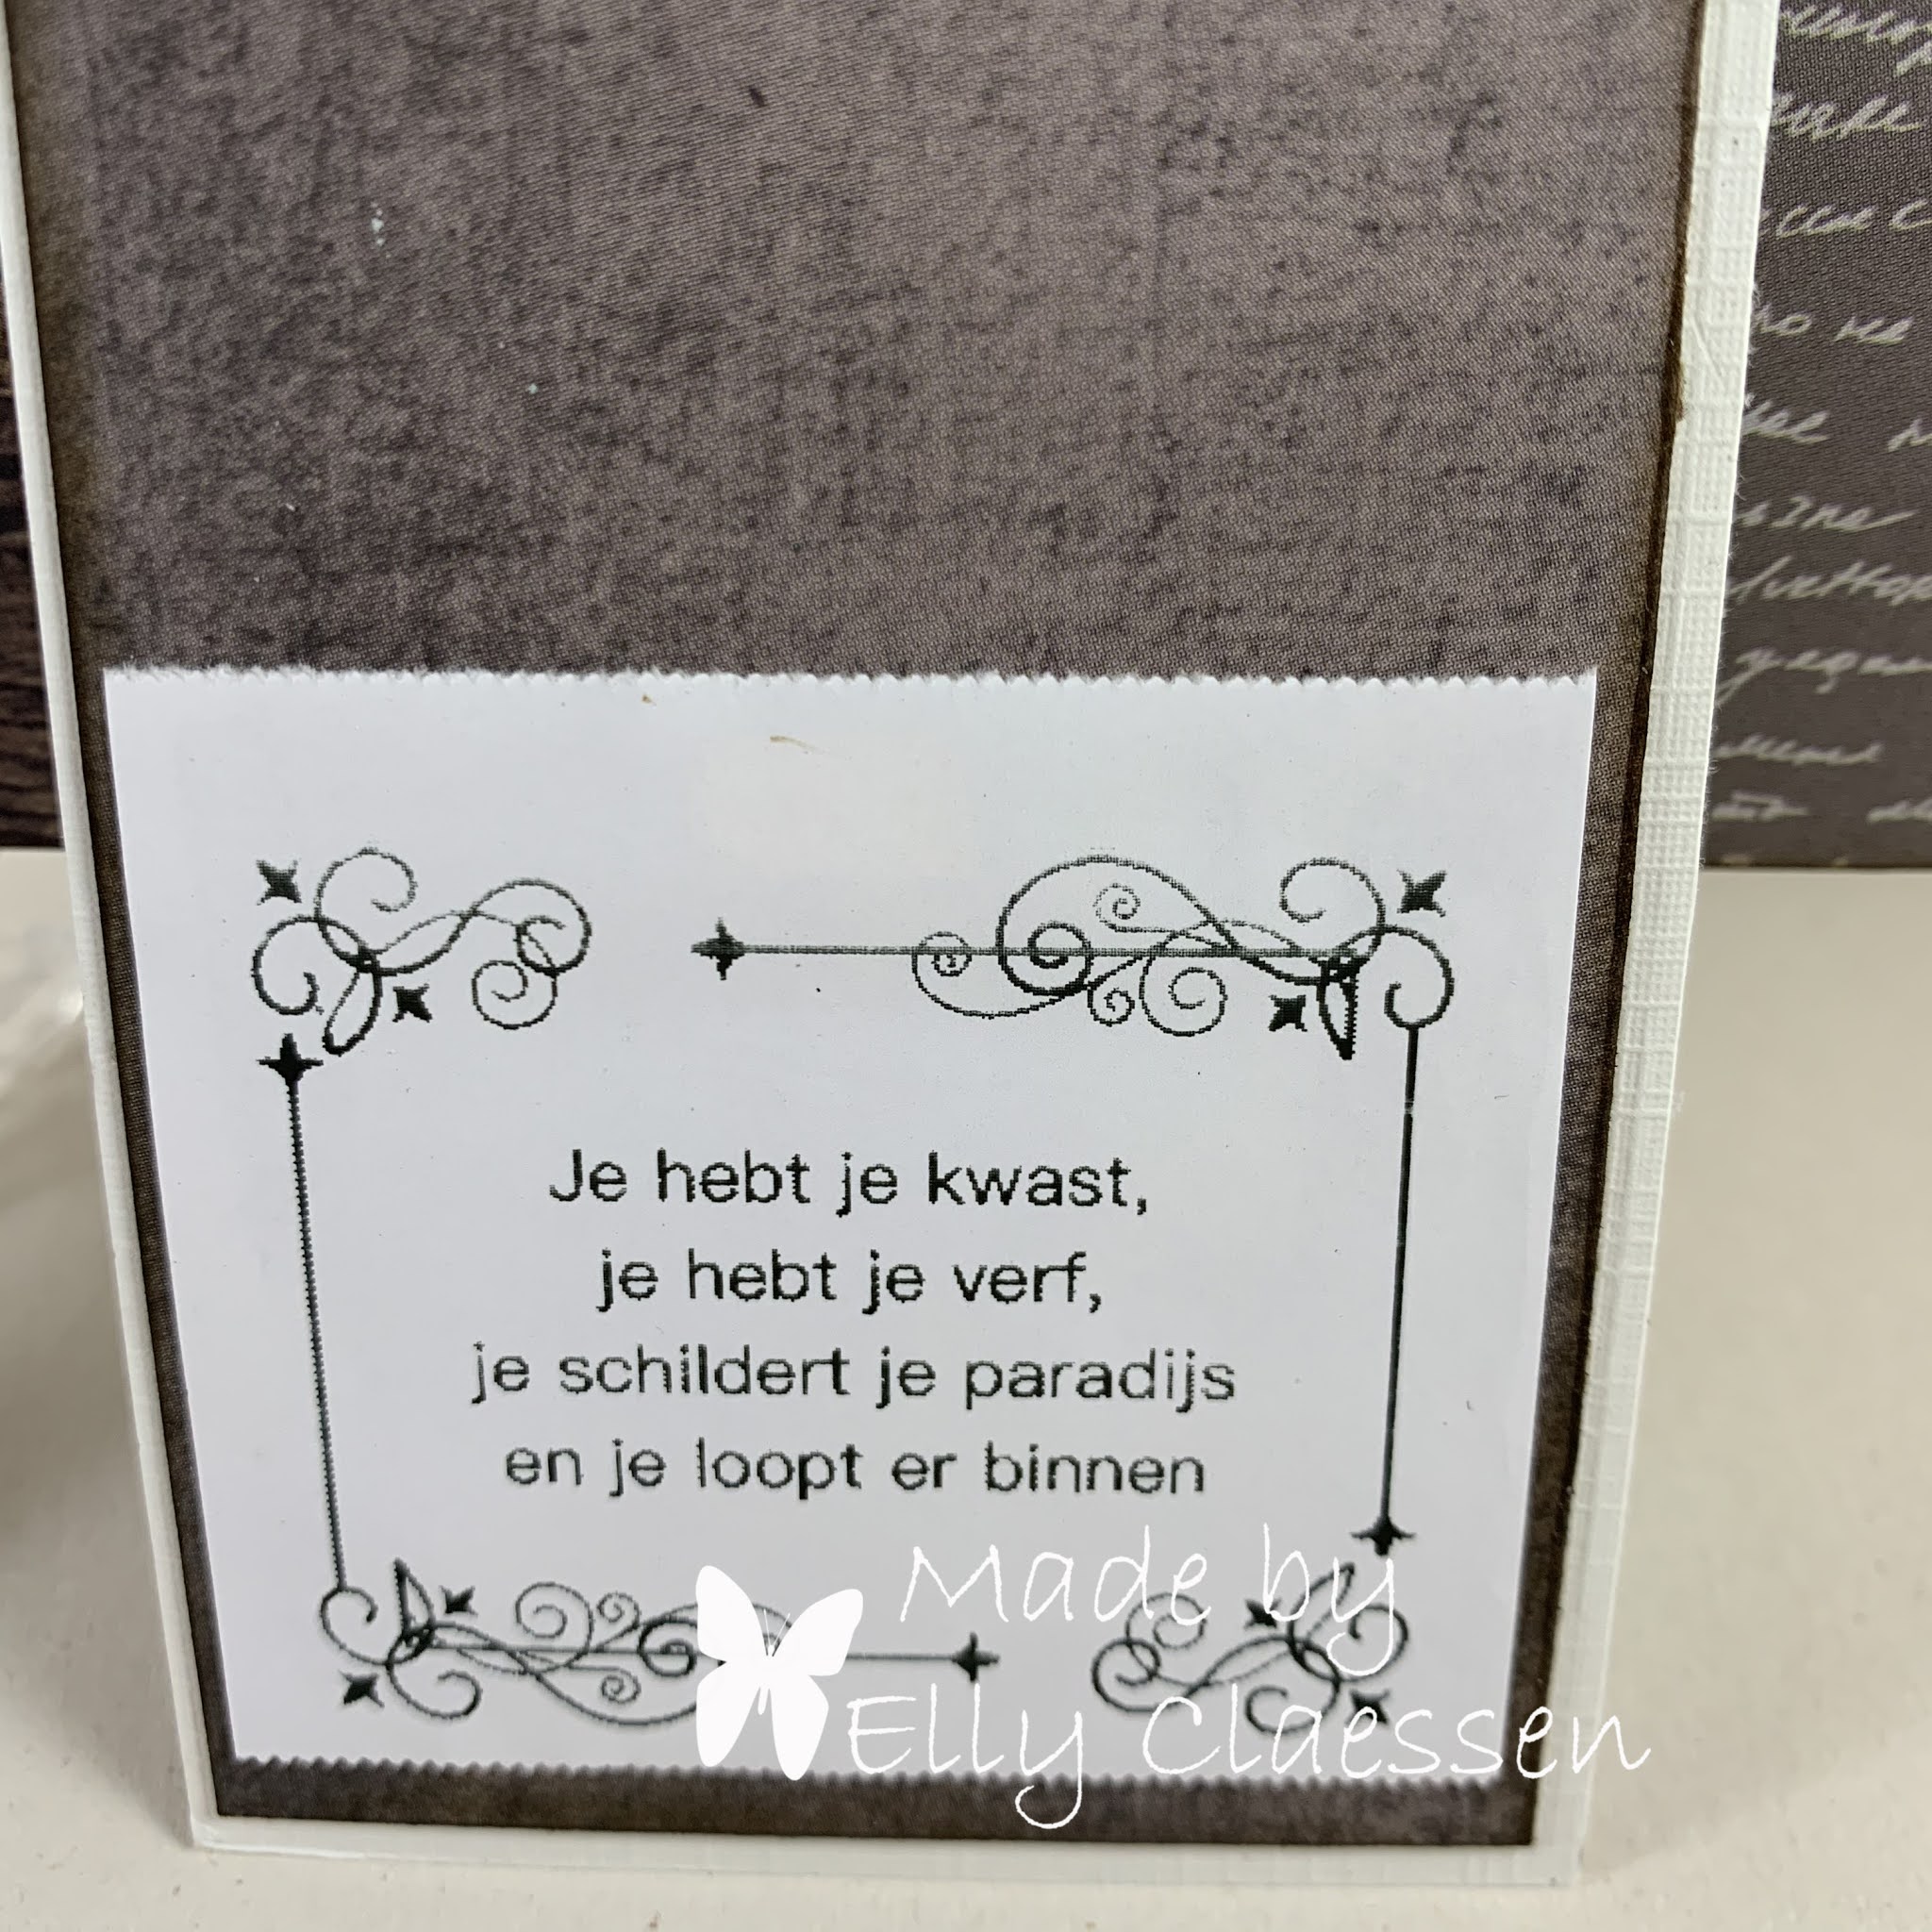 Je hebt je kwast,
je hebt je verf,
je schildert je paradijs
en je loopt er binnen
Made by
Elly Claessen